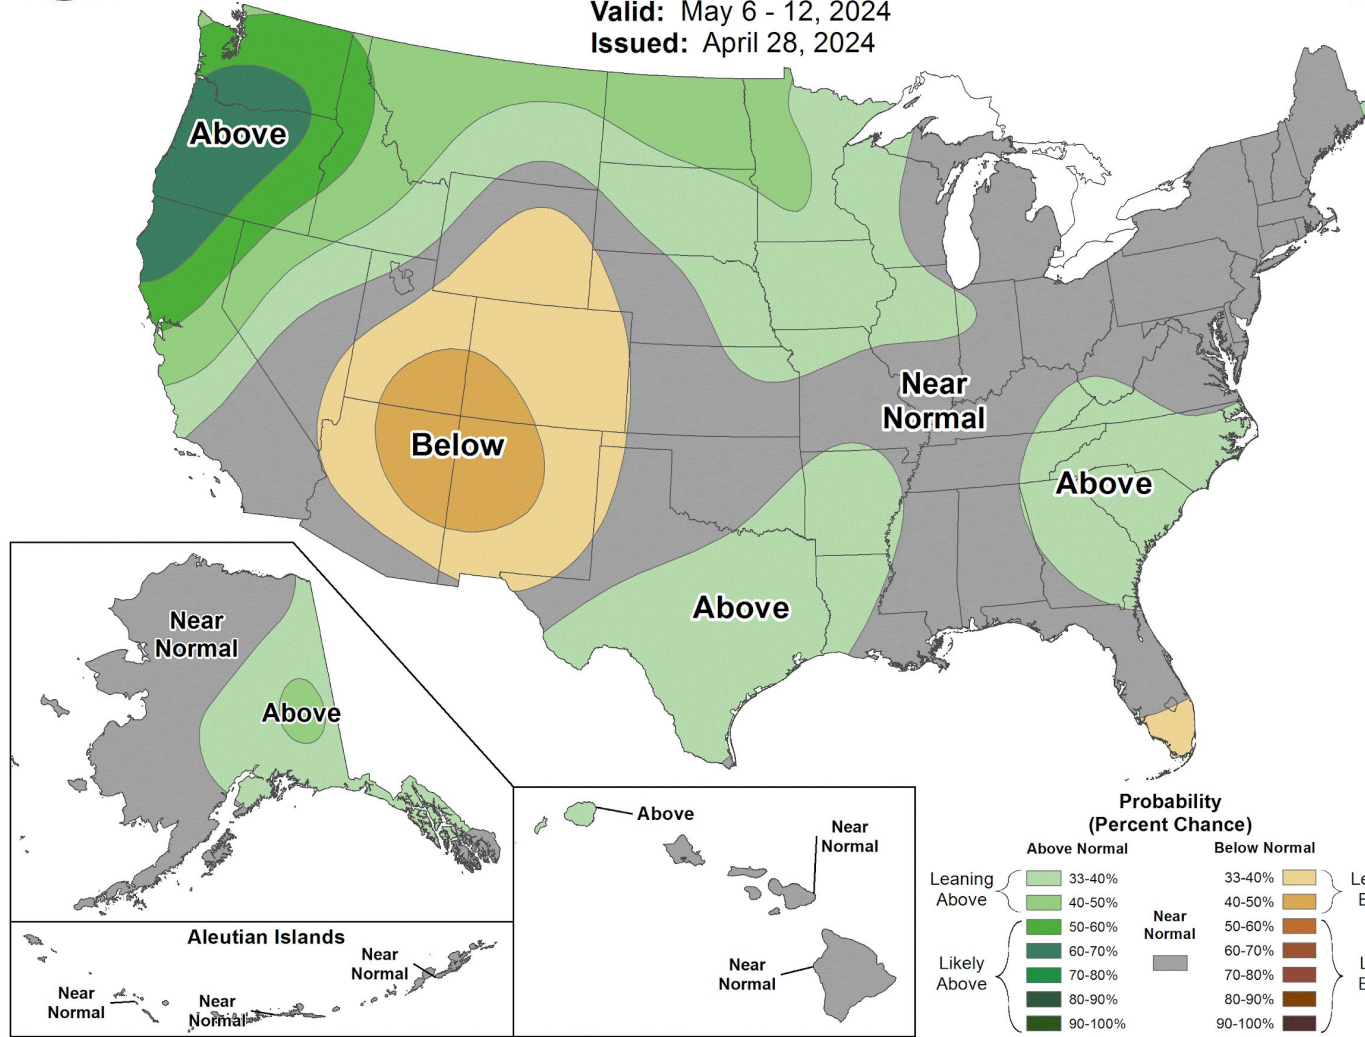 Valid: May 6 - 12, 2024
Issued: April 28, 2024
Above
Near
Normal
Below
Above
Above
Near
Normal
Above
Above
Near
Normal
Near
Normal
Aleutian Islands
Near
Normal
Near
Normal
Near
Normal
Probability
(Percent Chance)
Above Normal
Below Normal
Leaning
Above
33-40%
40-50%
Likely
Above
50-60%
60-70%
70-80%
80-90%
90-100%
Near
Normal
33-40%
40-50%
50-60%
60-70%
70-80%
80-90%
90-100%
Le
B
L
B